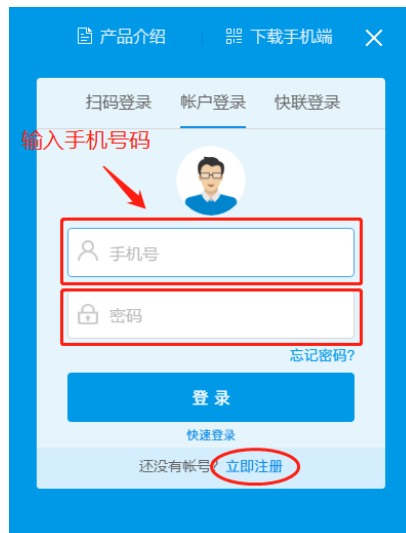 产品介绍 下载手机端
扫码登录 帐户登录 快联登录
输入手机号码
手机号
密码
忘记密码?
登录
快速登录
还没有帐号? 立即注册